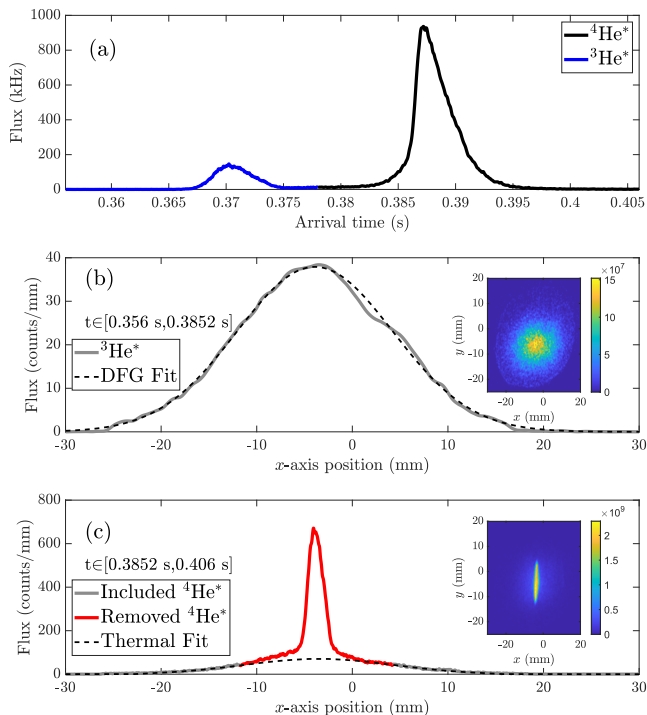 (a)
⁴He*
³He*
1000
800
600
400
200
0
Flux (kHz)
0.36 0.365 0.37 0.375 0.38 0.385 0.39 0.395 0.4 0.405
Arrival time (s)
(b)
40
30
20
10
0
Flux (counts/mm)
t∈[0.356 s,0.3852 s]
³He*
DFG Fit
-30 -20 -10 0 10 20 30
x-axis position (mm)
×10⁷
20
10
0
-10
-20
y (mm)
-20 0 20
x (mm)
15
10
5
0
(c)
800
600
400
200
0
Flux (counts/mm)
t∈[0.3852 s,0.406 s]
Included ⁴He*
Removed ⁴He*
Thermal Fit
-30 -20 -10 0 10 20 30
x-axis position (mm)
×10⁹
20
10
0
-10
-20
y (mm)
-20 0 20
x (mm)
2
1.5
1
0.5
0